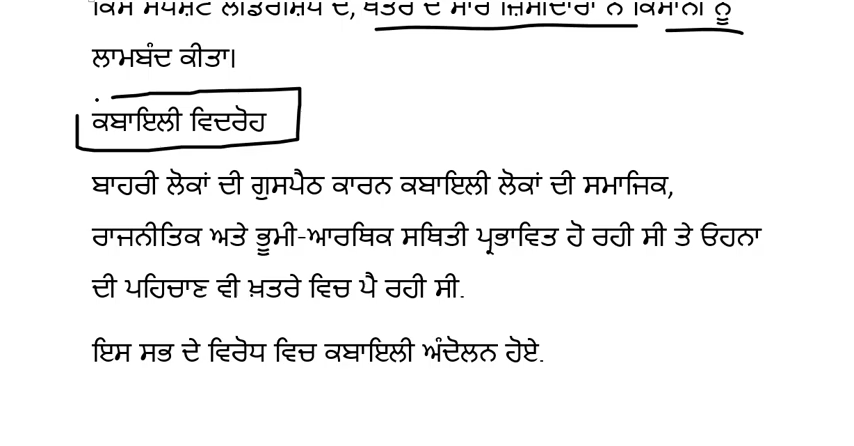 ਲਾਮਬੰਦ ਕੀਤਾ।
ਕਬਾਇਲੀ ਵਿਦਰੋਹ
ਬਾਹਰੀ ਲੋਕਾਂ ਦੀ ਗੁਸਪੈਠ ਕਾਰਨ ਕਬਾਇਲੀ ਲੋਕਾਂ ਦੀ ਸਮਾਜਿਕ,
ਰਾਜਨੀਤਿਕ ਅਤੇ ਭੂਮੀ-ਆਰਥਿਕ ਸਥਿਤੀ ਪ੍ਰਭਾਵਿਤ ਹੋ ਰਹੀ ਸੀ ਤੇ ਓਹਨਾ
ਦੀ ਪਹਿਚਾਣ ਵੀ ਖ਼ਤਰੇ ਵਿਚ ਪੈ ਰਹੀ ਸੀ.
ਇਸ ਸਭ ਦੇ ਵਿਰੋਧ ਵਿਚ ਕਬਾਇਲੀ ਅੰਦੋਲਨ ਹੋਏ.